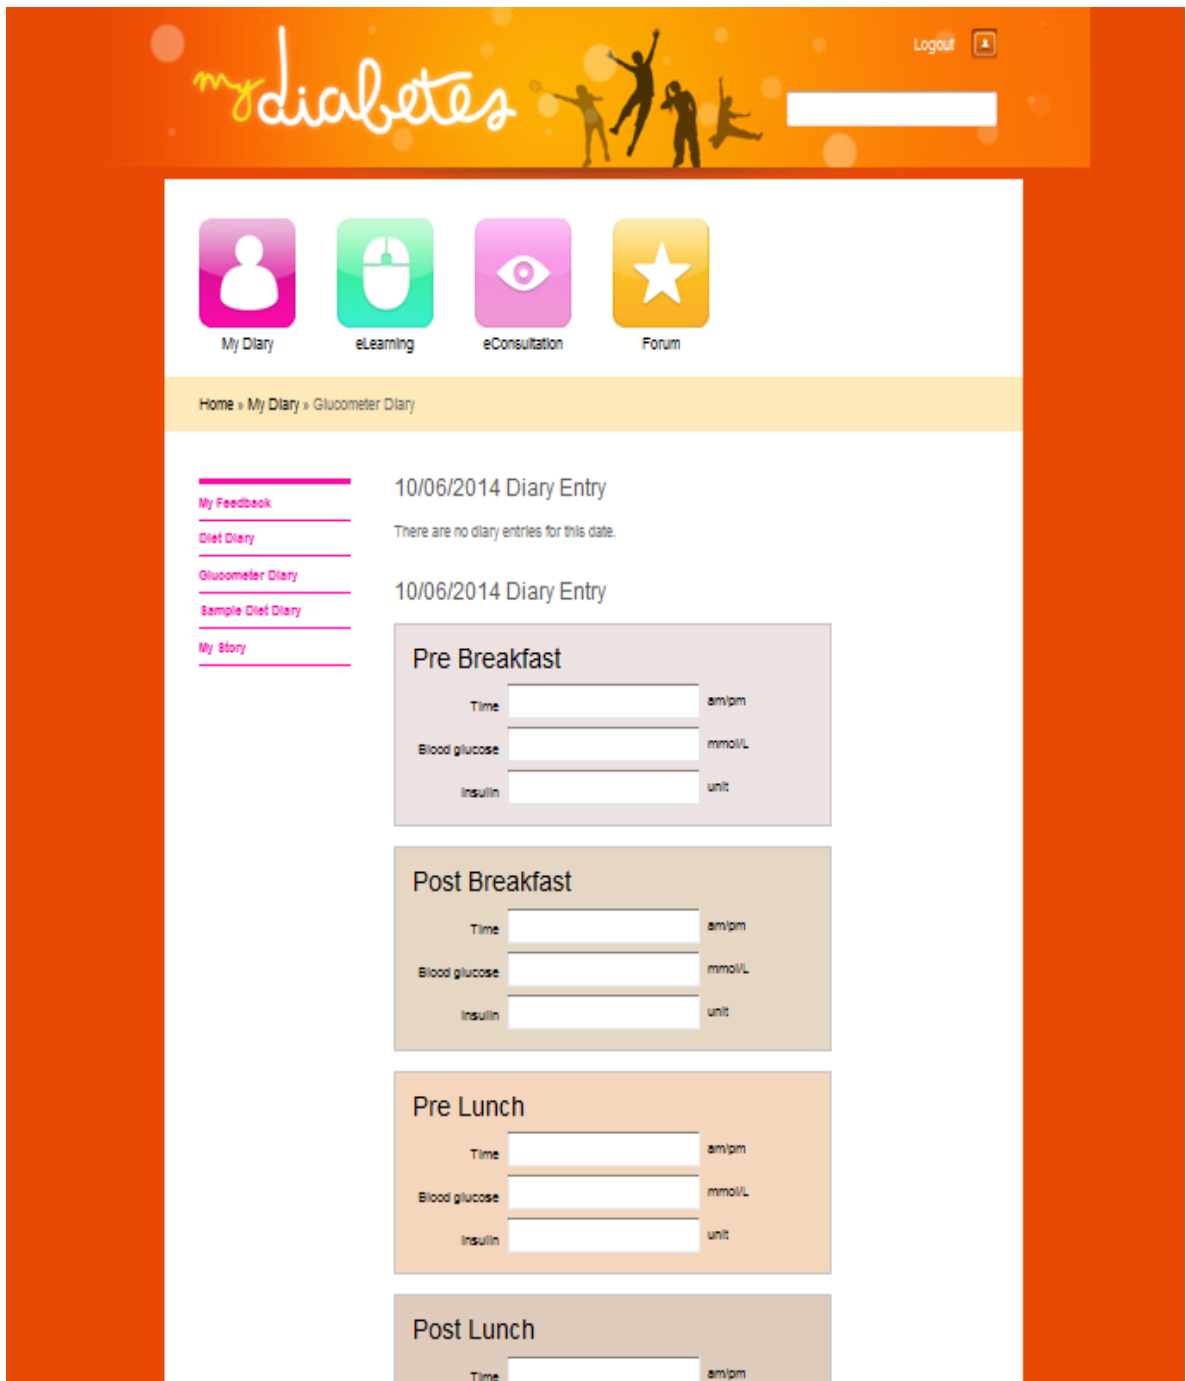 my diabetes
Logout
My Diary eLearning eConsultation Forum
Home » My Diary » Glucometer Diary
My Feedback
Diet Diary
Glucometer Diary
Sample Diet Diary
My Story
10/06/2014 Diary Entry
There are no diary entries for this date.
10/06/2014 Diary Entry
Pre Breakfast
Time am/pm
Blood glucose mmol/L
Insulin unit
Post Breakfast
Time am/pm
Blood glucose mmol/L
Insulin unit
Pre Lunch
Time am/pm
Blood glucose mmol/L
Insulin unit
Post Lunch
Time am/pm